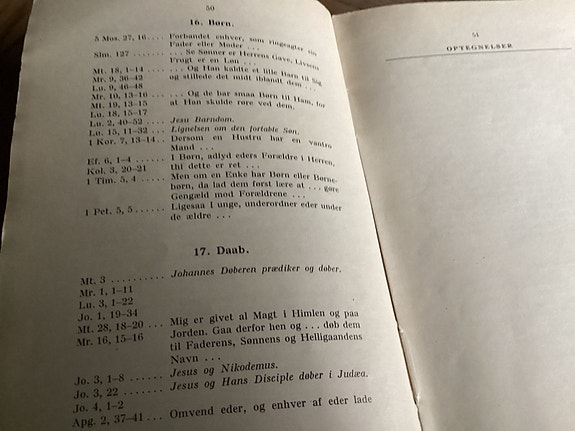 50
16. Børn.
5 Mos. 27, 16.... Forbandet enhver, som ringeagter sin
Fader eller Moder ...
Slm. 127 ....... ... Se Sønner er Herrens Gave, Livsens
Frugt er en Løn ...
Mt. 18, 1–14 .... Og Han kaldte et lille Barn til Sig
Mr. 9, 36–42 og stillede det midt iblandt dem ...
Lu. 9, 46–48
Mr. 10, 13–16 .... ... Og de bar smaa Børn til Ham, for
Mt. 19, 13–15 at Han skulde røre ved dem.
Lu. 18, 15–17
Lu. 2, 40–52..... Jesu Barndom.
Lu. 15, 11–32 ... Lignelsen om den fortabte Søn.
1 Kor. 7, 13–14.. Dersom en Hustru har en vantro
Mand ...
Ef. 6, 1–4 ....... I Børn, adlyd eders Forældre i Herren,
Kol. 3, 20–21 thi dette er ret ...
1 Tim. 5, 4 ...... Men om en Enke har Børn eller Børne-
børn, da lad dem først lære at ... gøre
Gengæld mod Forældrene ...
1 Pet. 5, 5 ...... Ligesaa I unge, underordner eder under
de ældre ...
17. Daab.
Mt. 3 .......... Johannes Døberen prædiker og døber.
Mr. 1, 1–11
Lu. 3, 1–22
Jo. 1, 19–34
Mt. 28, 18–20 ... Mig er givet al Magt i Himlen og paa
Mr. 16, 15–16 Jorden. Gaa derfor hen og ... døb dem
til Faderens, Sønnens og Helligaandens
Navn ...
Jo. 3, 1–8 ...... Jesus og Nikodemus.
Jo. 3, 22 ....... Jesus og Hans Disciple døber i Judæa.
Jo. 4, 1–2
Apg. 2, 37–41 ... Omvend eder, og enhver af eder lade
51
OPTEGNELSER